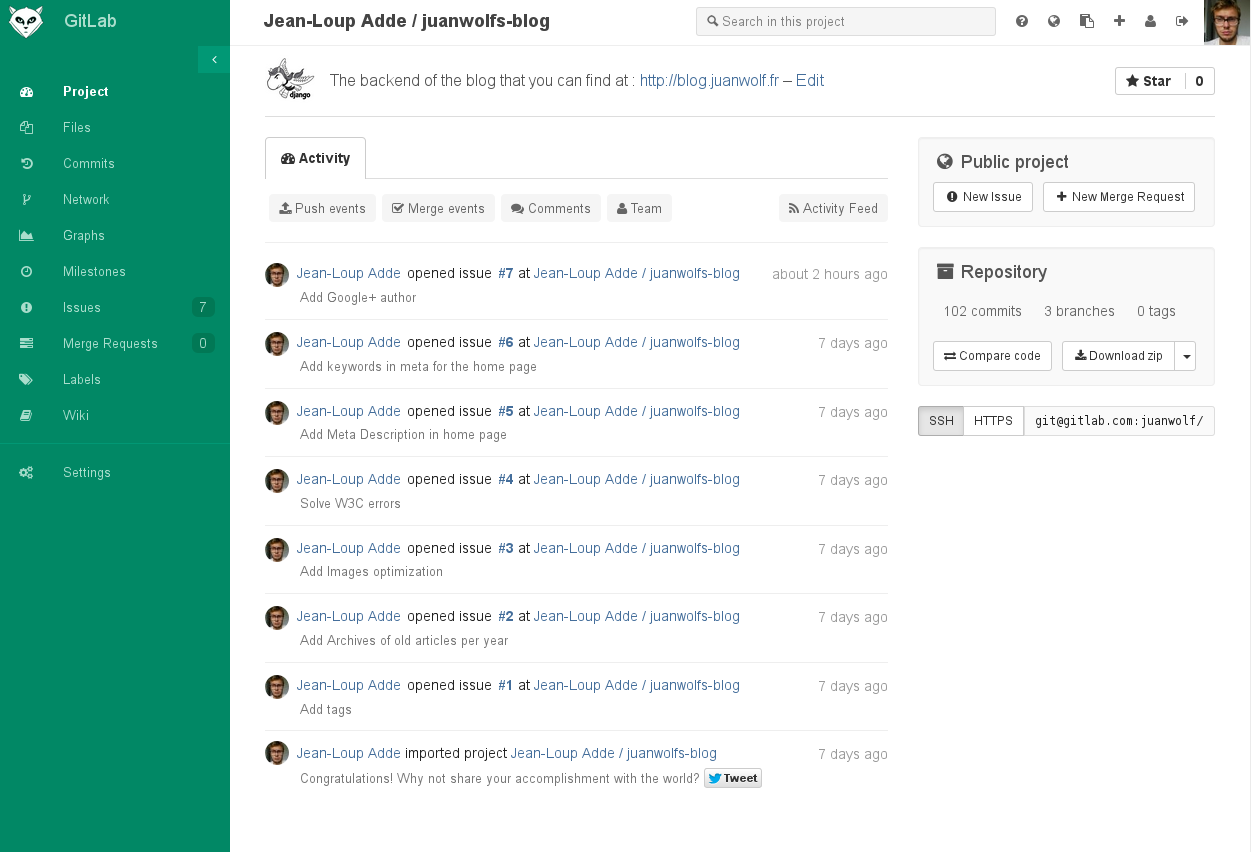 GitLab
Jean-Loup Adde / juanwolfs-blog
Search in this project
Project
Files
Commits
Network
Graphs
Milestones
Issues 7
Merge Requests 0
Labels
Wiki
Settings
django
The backend of the blog that you can find at : http://blog.juanwolf.fr – Edit
Star 0
Activity
Push events Merge events Comments Team Activity Feed
Jean-Loup Adde opened issue #7 at Jean-Loup Adde / juanwolfs-blog about 2 hours ago
Add Google+ author
Jean-Loup Adde opened issue #6 at Jean-Loup Adde / juanwolfs-blog 7 days ago
Add keywords in meta for the home page
Jean-Loup Adde opened issue #5 at Jean-Loup Adde / juanwolfs-blog 7 days ago
Add Meta Description in home page
Jean-Loup Adde opened issue #4 at Jean-Loup Adde / juanwolfs-blog 7 days ago
Solve W3C errors
Jean-Loup Adde opened issue #3 at Jean-Loup Adde / juanwolfs-blog 7 days ago
Add Images optimization
Jean-Loup Adde opened issue #2 at Jean-Loup Adde / juanwolfs-blog 7 days ago
Add Archives of old articles per year
Jean-Loup Adde opened issue #1 at Jean-Loup Adde / juanwolfs-blog 7 days ago
Add tags
Jean-Loup Adde imported project Jean-Loup Adde / juanwolfs-blog 7 days ago
Congratulations! Why not share your accomplishment with the world? Tweet
Public project
New Issue New Merge Request
Repository
102 commits 3 branches 0 tags
Compare code Download zip
SSH HTTPS git@gitlab.com:juanwolf/